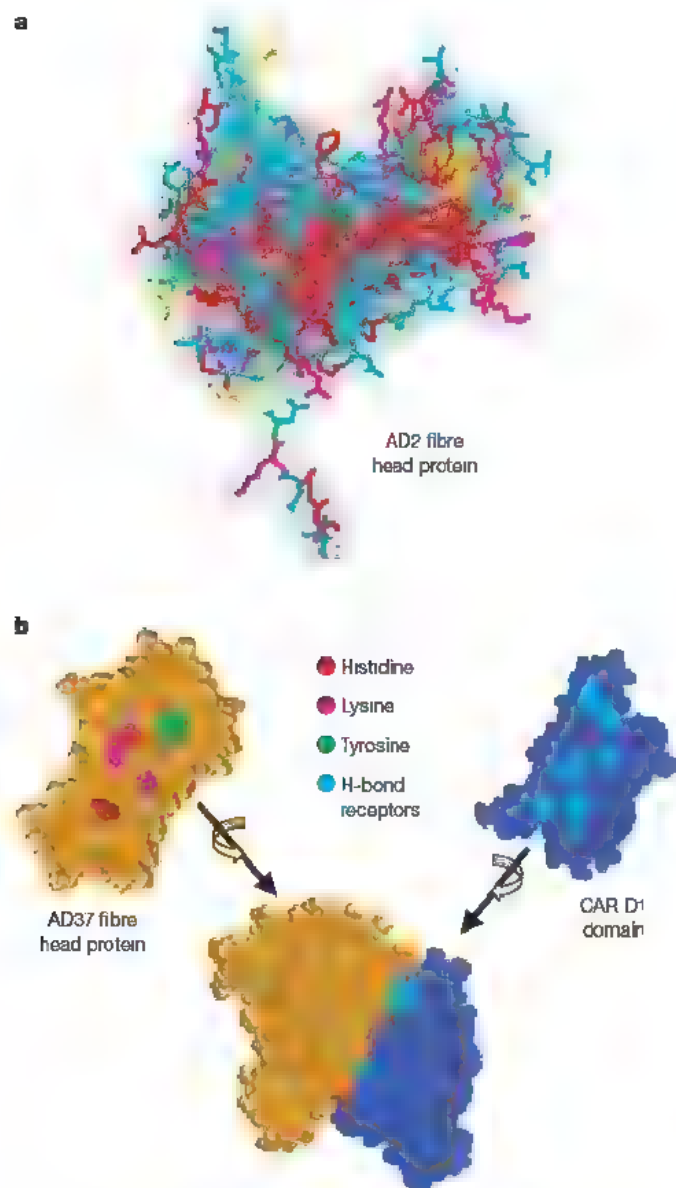 a
AD2 fibre
head protein
b
Histidine
Lysine
Tyrosine
H-bond
receptors
AD37 fibre
head protein
CAR D1
domain